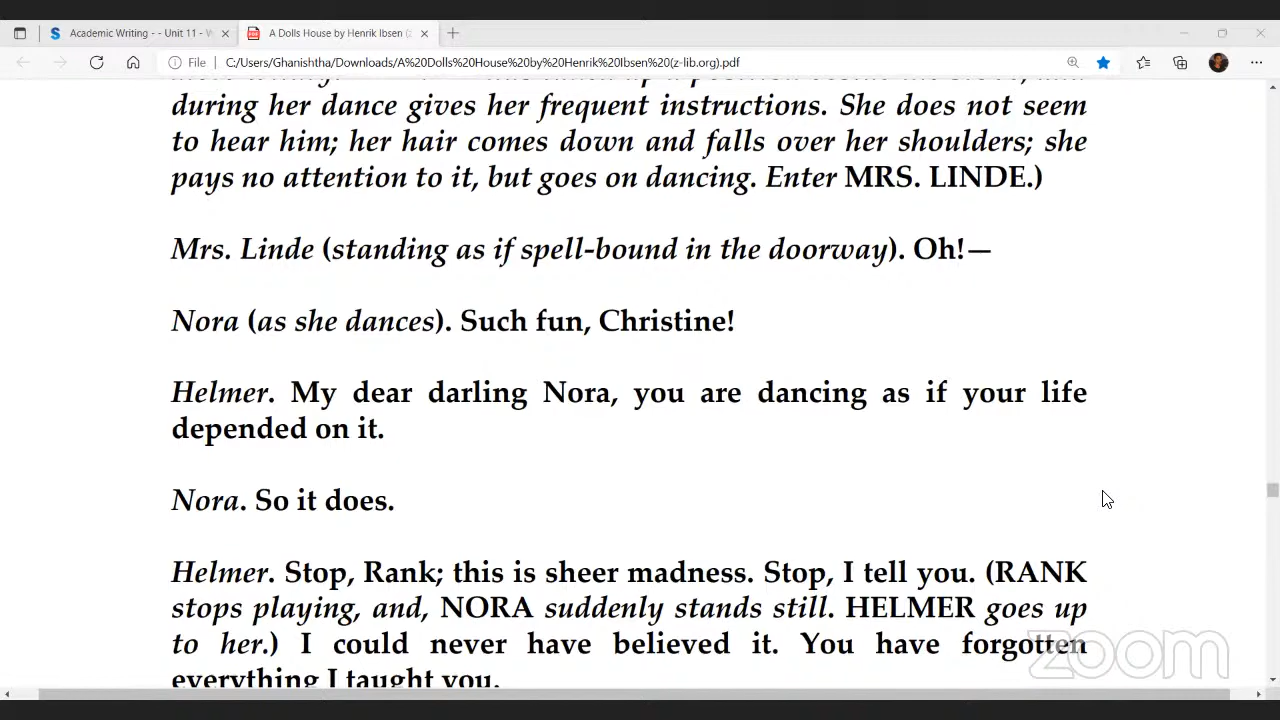 Academic Writing - - Unit 11 - W
A Dolls House by Henrik Ibsen (z
File
C:/Users/Ghanishtha/Downloads/A%20Dolls%20House%20by%20Henrik%20Ibsen%20(z-lib.org).pdf
during her dance gives her frequent instructions. She does not seem
to hear him; her hair comes down and falls over her shoulders; she
pays no attention to it, but goes on dancing. Enter MRS. LINDE.)
Mrs. Linde (standing as if spell-bound in the doorway). Oh!—
Nora (as she dances). Such fun, Christine!
Helmer. My dear darling Nora, you are dancing as if your life
depended on it.
Nora. So it does.
Helmer. Stop, Rank; this is sheer madness. Stop, I tell you. (RANK
stops playing, and, NORA suddenly stands still. HELMER goes up
to her.) I could never have believed it. You have forgotten
everything I taught you.
zoom